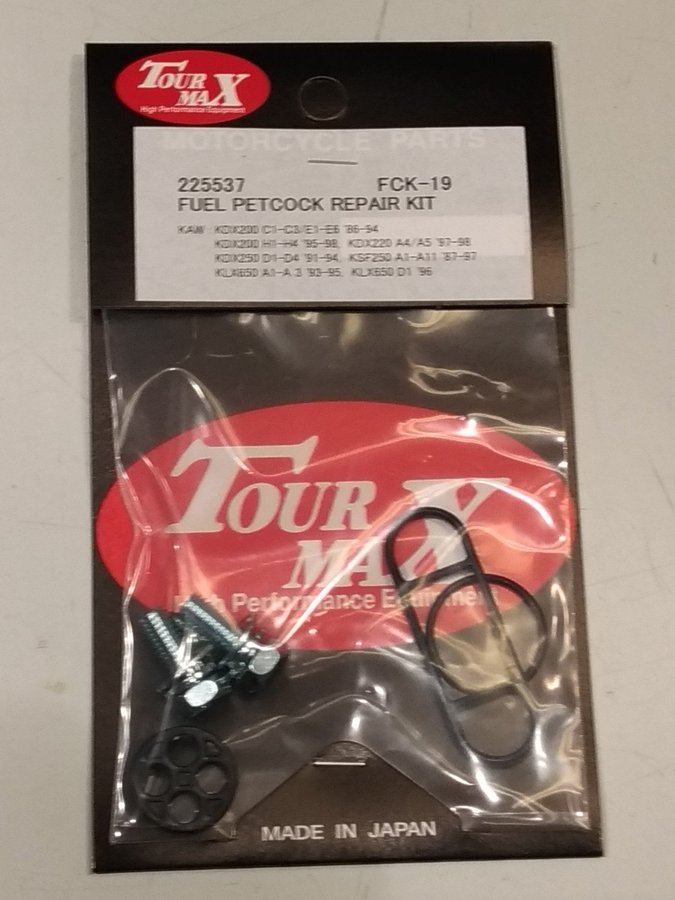 TOUR MAX
High Performance Equipment
MOTORCYCLE PARTS
225537 FCK-19
FUEL PETCOCK REPAIR KIT
KAW : KDX200 C1-C3/E1-E6 '86-94
KDX200 H1-H4 '95-98, KDX220 A4/A5 '97-98
KDX250 D1-D4 '91-94, KSF250 A1-A11 '87-97
KLX650 A1-A 3 '93-95, KLX650 D1 '96
TOUR
MAX
High Performance Equipment
MADE IN JAPAN